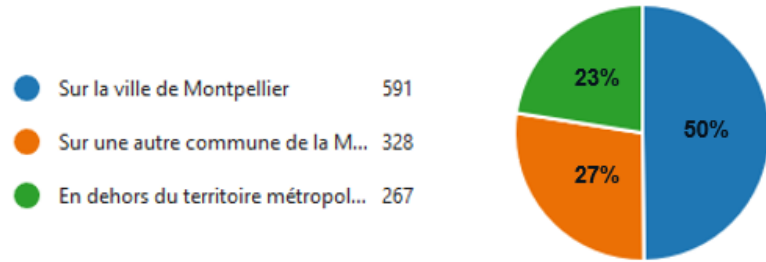 Sur la ville de Montpellier 591
Sur une autre commune de la M... 328
En dehors du territoire métropol... 267
23%
50%
27%